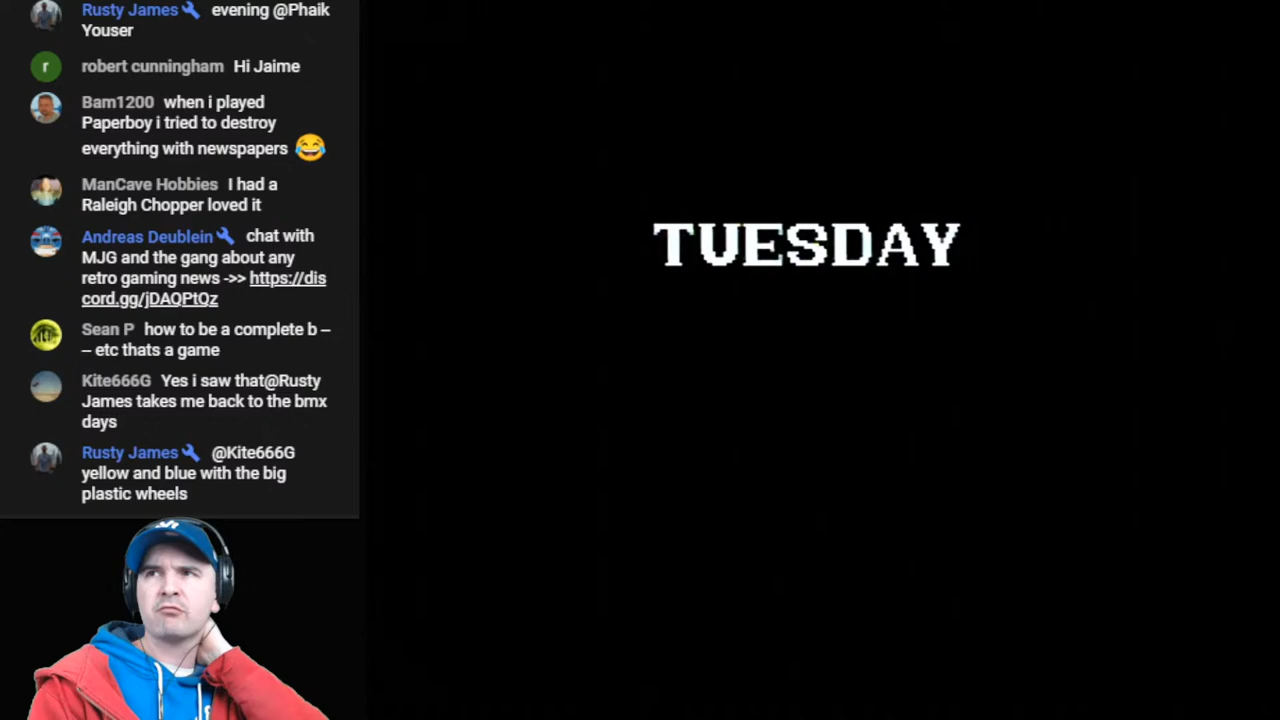 Rusty James evening @Phaik
Youser
robert cunningham Hi Jaime
Bam1200 when i played
Paperboy i tried to destroy
everything with newspapers 😂
ManCave Hobbies I had a
Raleigh Chopper loved it
Andreas Deublein chat with
MJG and the gang about any
retro gaming news ->> https://dis
cord.gg/jDAQPtQz
Sean P how to be a complete b –
– etc thats a game
Kite666G Yes i saw that@Rusty
James takes me back to the bmx
days
Rusty James @Kite666G
yellow and blue with the big
plastic wheels
TUESDAY